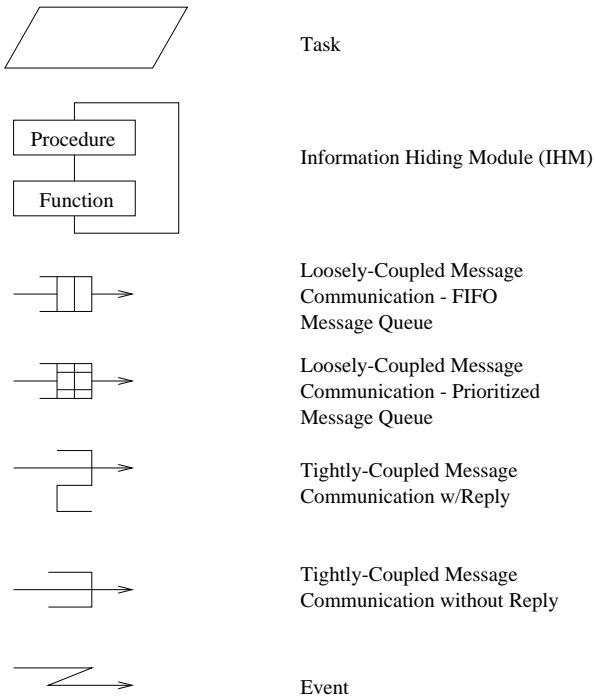 Task
Procedure
Function
Information Hiding Module (IHM)
Loosely-Coupled Message
Communication - FIFO
Message Queue
Loosely-Coupled Message
Communication - Prioritized
Message Queue
Tightly-Coupled Message
Communication w/Reply
Tightly-Coupled Message
Communication without Reply
Event